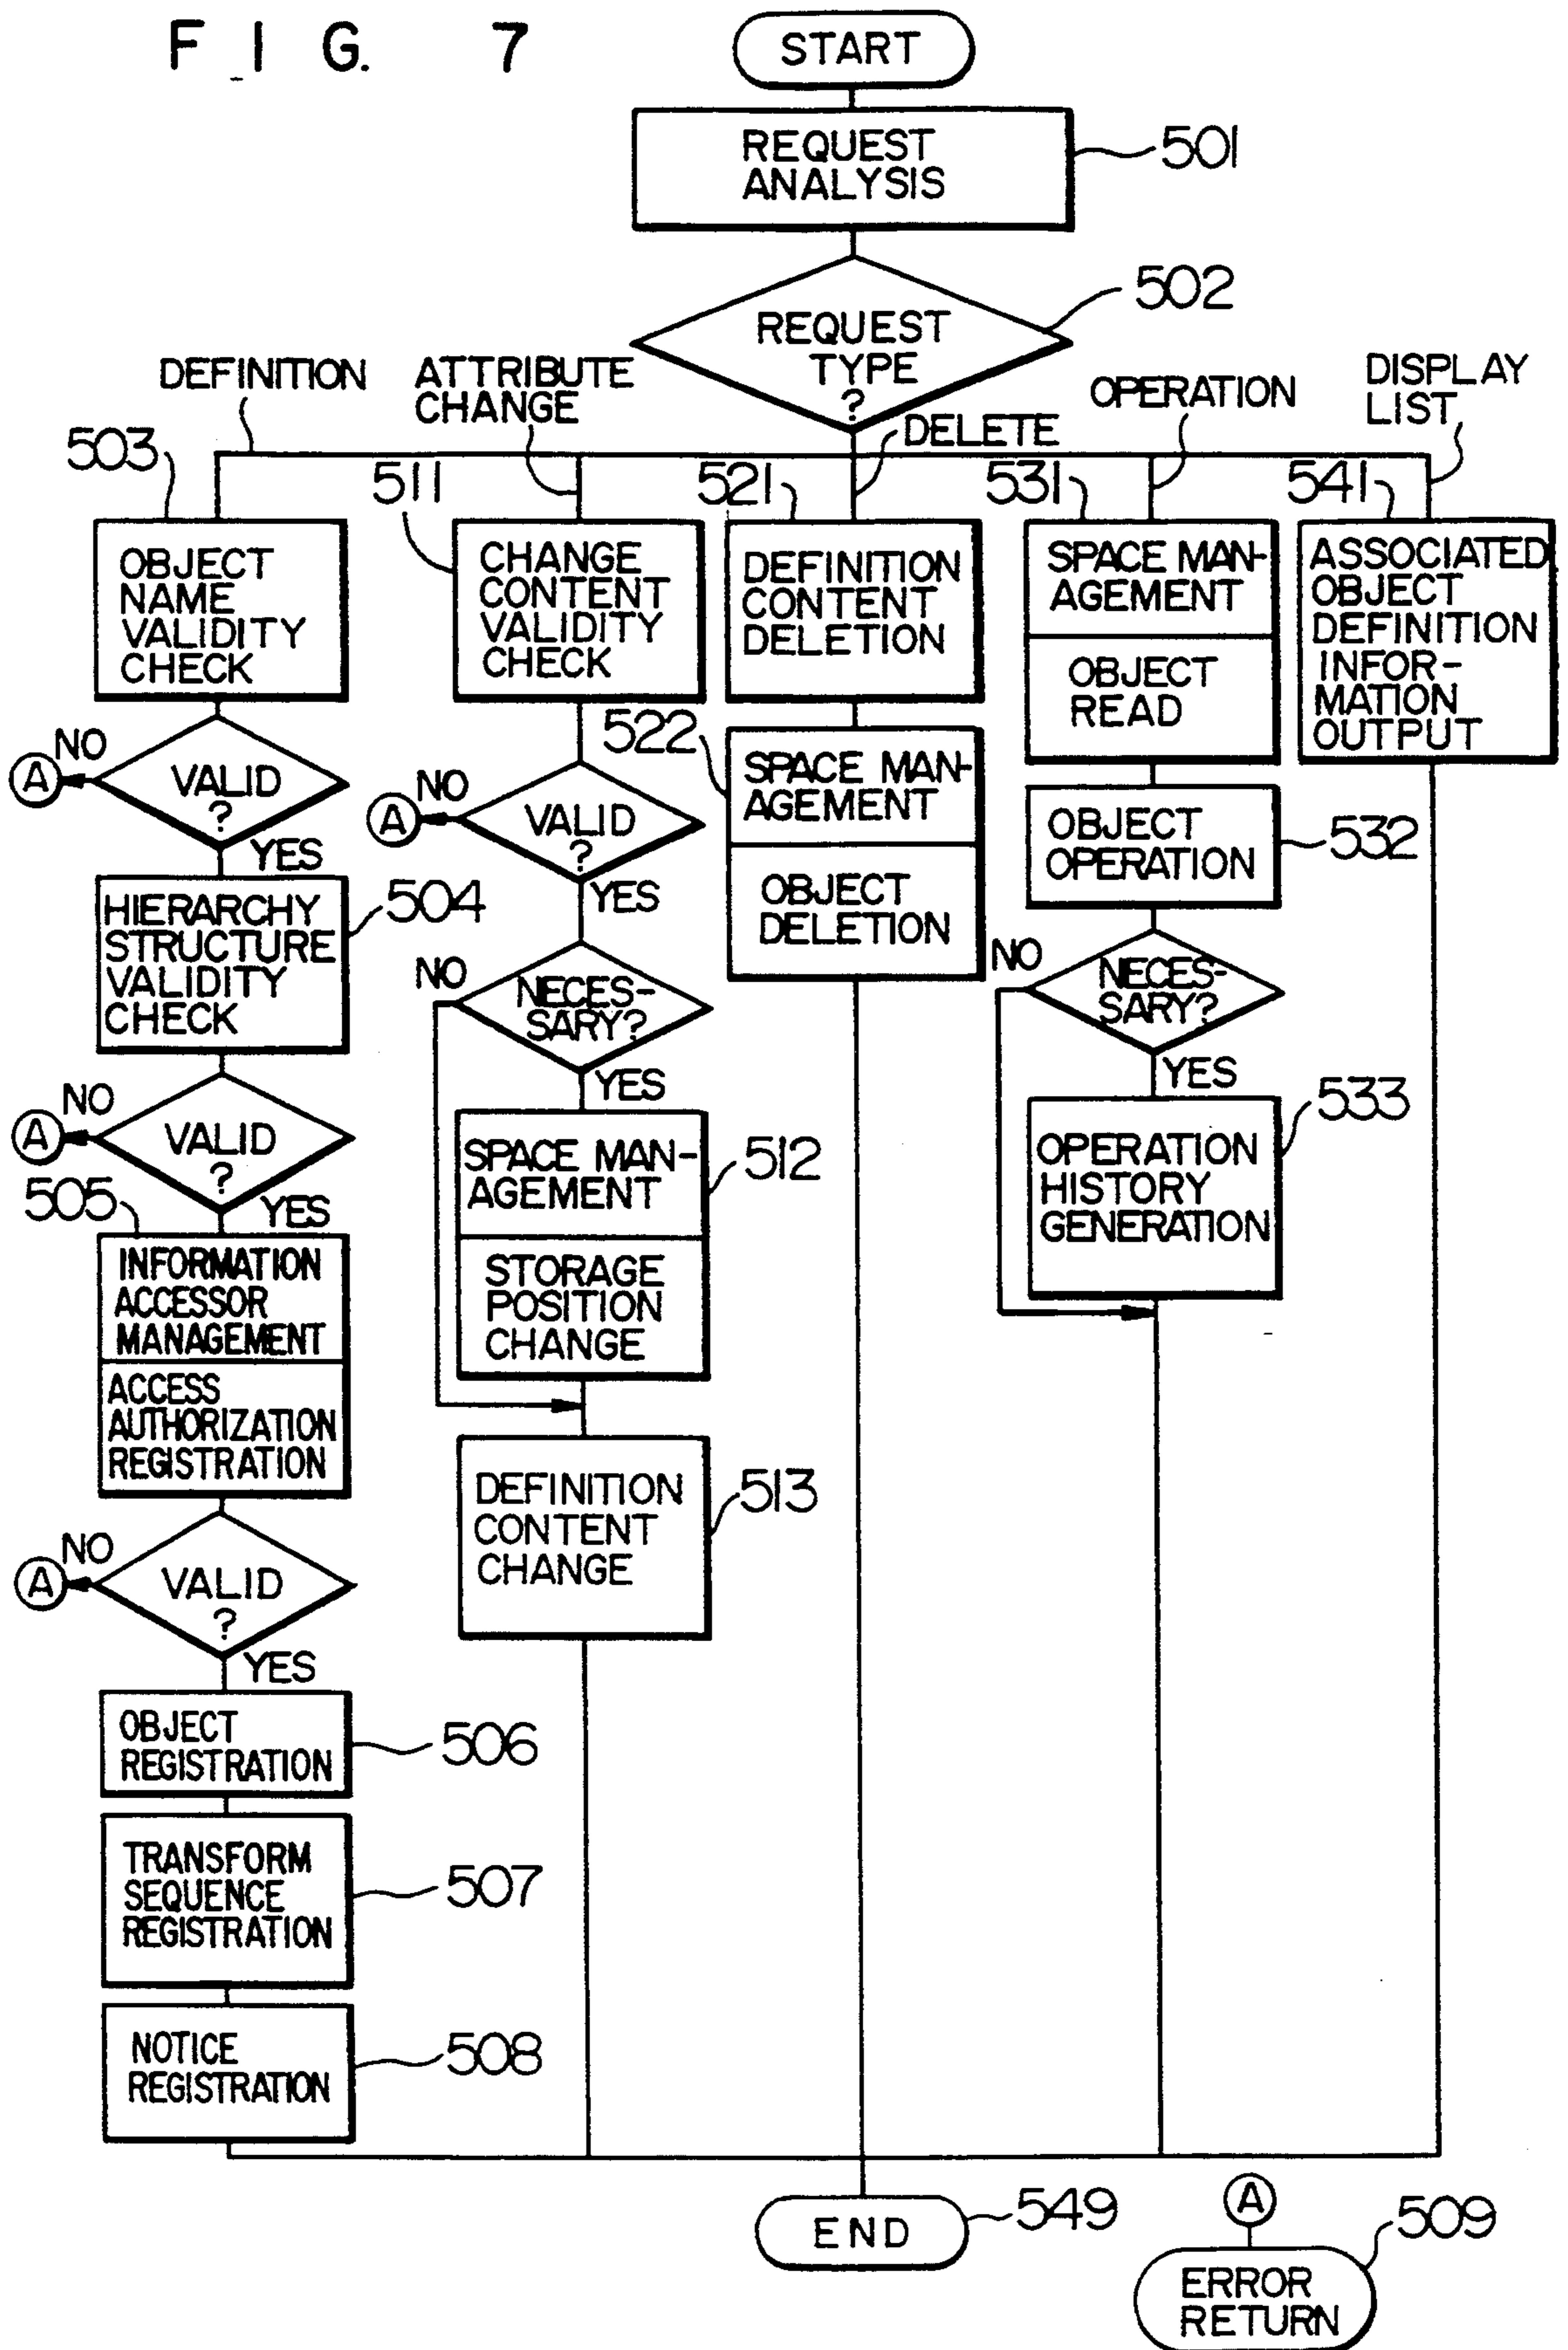 FIG. 7
START
REQUEST
ANALYSIS
501
REQUEST
TYPE
?
502
DEFINITION
ATTRIBUTE
CHANGE
DELETE
OPERATION
DISPLAY
LIST
503
OBJECT
NAME
VALIDITY
CHECK
VALID
?
NO
A
YES
504
HIERARCHY
STRUCTURE
VALIDITY
CHECK
VALID
?
NO
A
YES
505
INFORMATION
ACCESSOR
MANAGEMENT
ACCESS
AUTHORIZATION
REGISTRATION
VALID
?
NO
A
YES
OBJECT
REGISTRATION
506
TRANSFORM
SEQUENCE
REGISTRATION
507
NOTICE
REGISTRATION
508
511
CHANGE
CONTENT
VALIDITY
CHECK
VALID
?
NO
A
YES
NECES-
SARY?
NO
YES
SPACE MAN-
AGEMENT
512
STORAGE
POSITION
CHANGE
DEFINITION
CONTENT
CHANGE
513
521
DEFINITION
CONTENT
DELETION
522
SPACE MAN-
AGEMENT
OBJECT
DELETION
531
SPACE MAN-
AGEMENT
OBJECT
READ
OBJECT
OPERATION
532
NECES-
SARY?
NO
YES
533
OPERATION
HISTORY
GENERATION
541
ASSOCIATED
OBJECT
DEFINITION
INFOR-
MATION
OUTPUT
END
549
A
ERROR
RETURN
509